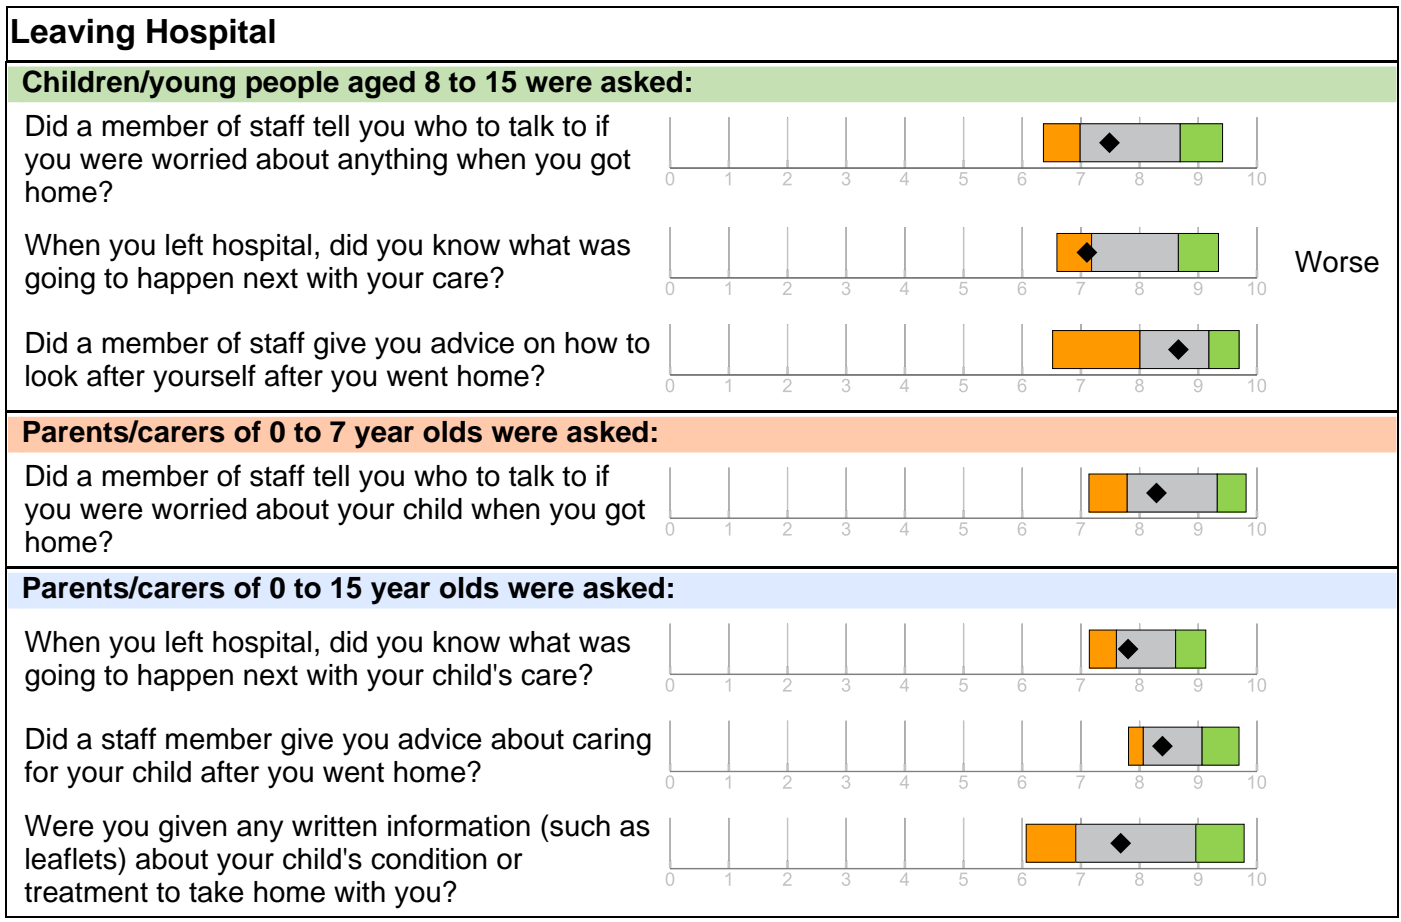 Leaving Hospital
Children/young people aged 8 to 15 were asked:
Did a member of staff tell you who to talk to if
you were worried about anything when you got
home?
0 1 2 3 4 5 6 7 8 9 10
When you left hospital, did you know what was
going to happen next with your care?
0 1 2 3 4 5 6 7 8 9 10
Worse
Did a member of staff give you advice on how to
look after yourself after you went home?
0 1 2 3 4 5 6 7 8 9 10
Parents/carers of 0 to 7 year olds were asked:
Did a member of staff tell you who to talk to if
you were worried about your child when you got
home?
0 1 2 3 4 5 6 7 8 9 10
Parents/carers of 0 to 15 year olds were asked:
When you left hospital, did you know what was
going to happen next with your child's care?
0 1 2 3 4 5 6 7 8 9 10
Did a staff member give you advice about caring
for your child after you went home?
0 1 2 3 4 5 6 7 8 9 10
Were you given any written information (such as
leaflets) about your child's condition or
treatment to take home with you?
0 1 2 3 4 5 6 7 8 9 10